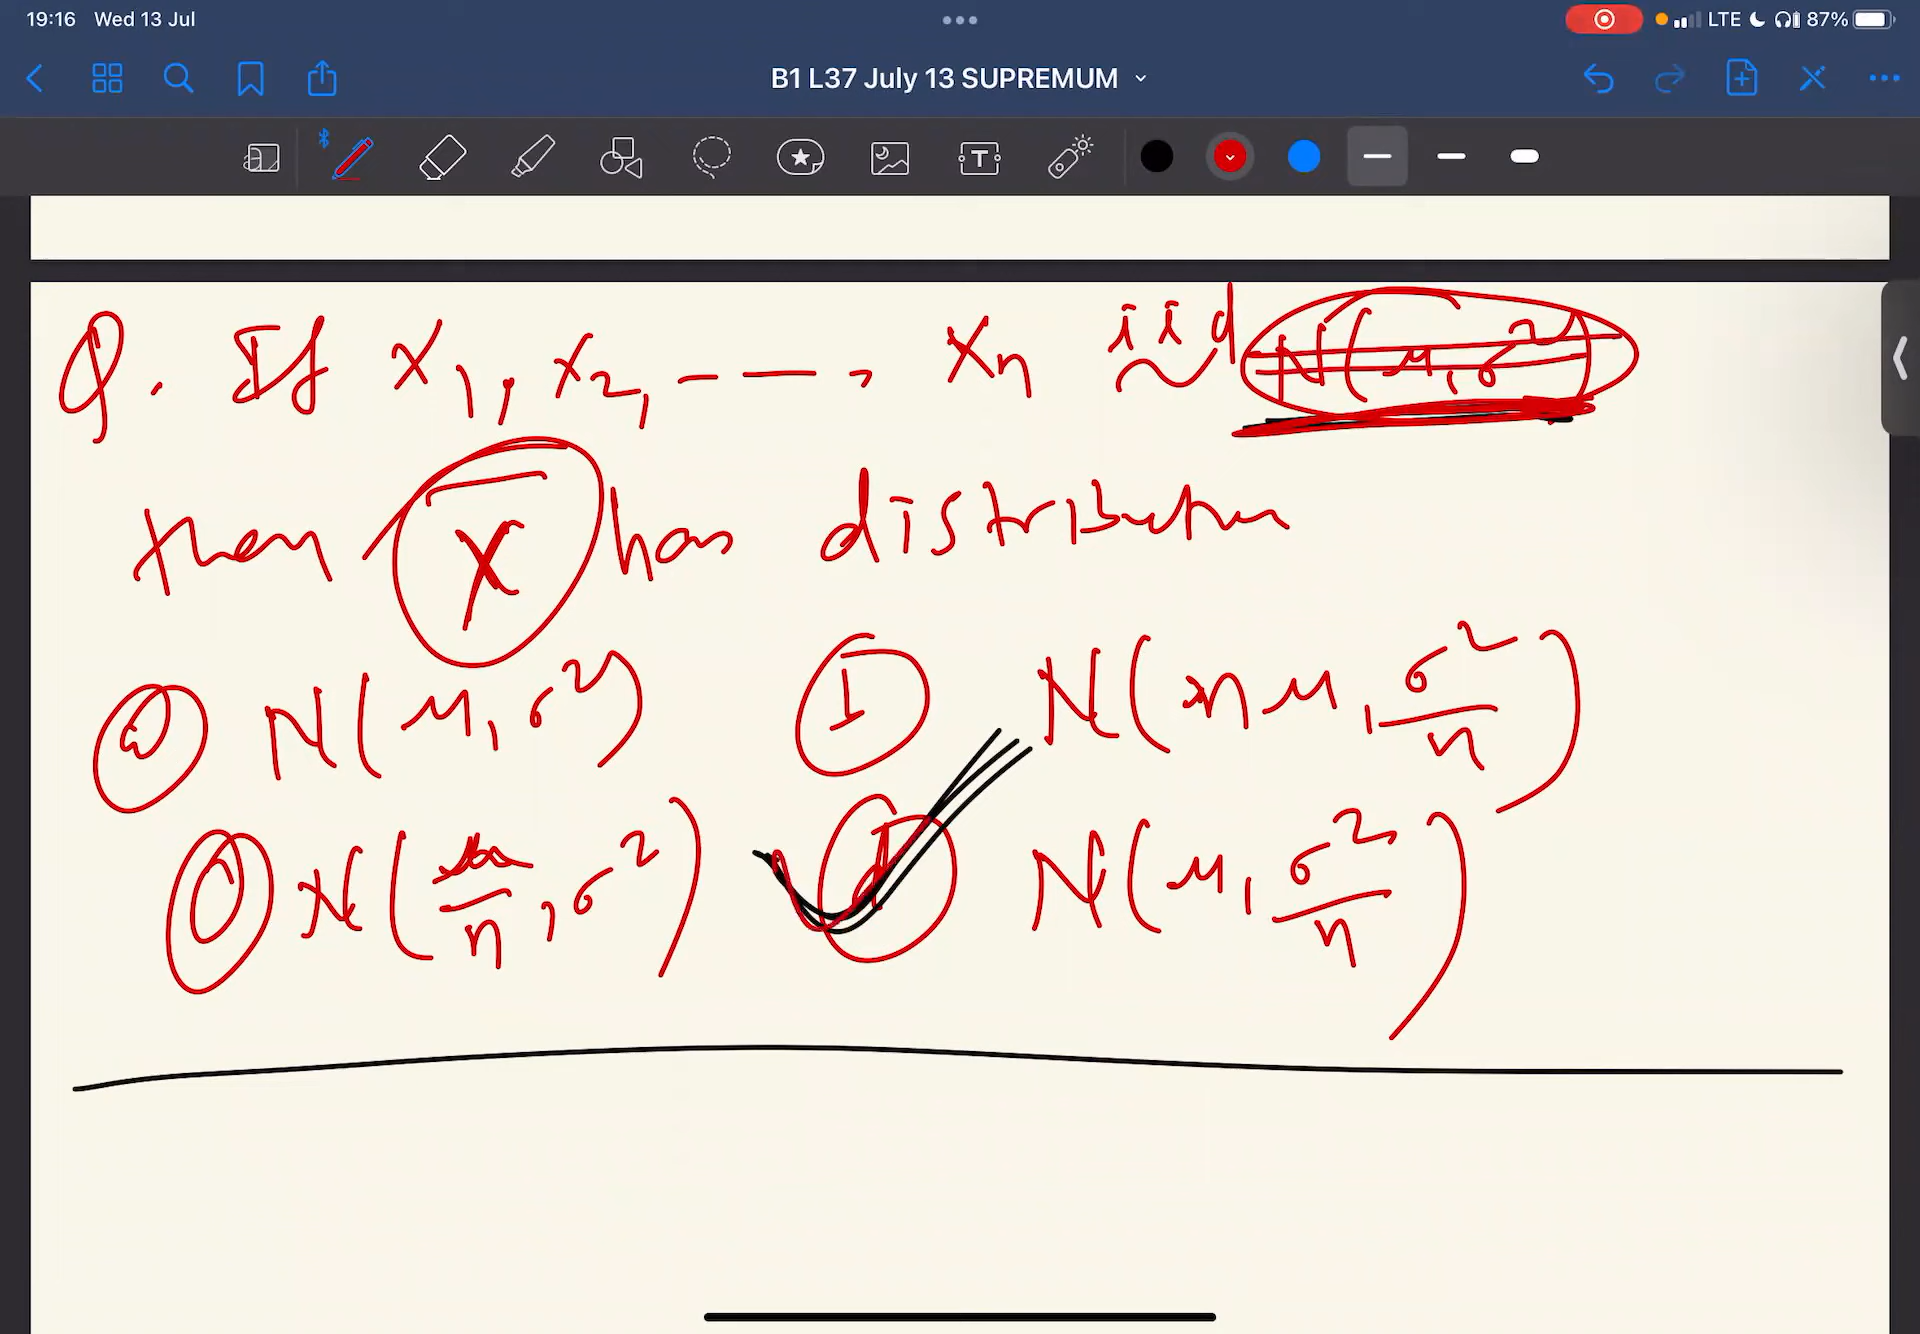 19:16 Wed 13 Jul
LTE 87%
B1 L37 July 13 SUPREMUM
T
Q. If X₁, X₂, ----, Xn iid N(μ, σ²)
then X̄ has distribution
ⓐ N(μ, σ²) N(nμ, σ²/n)
ⓒ N( /n, σ²) ⓓ N(μ, σ²/n)